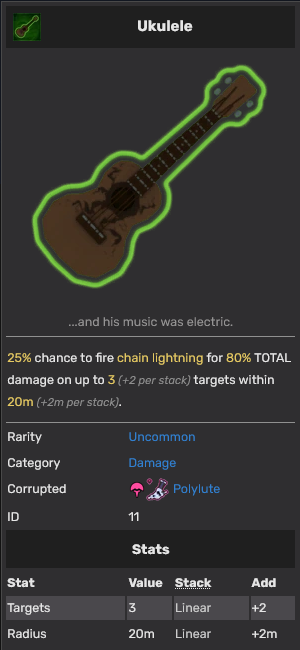 Ukulele
...and his music was electric.
25% chance to fire chain lightning for 80% TOTAL
damage on up to 3 (+2 per stack) targets within
20m (+2m per stack).
Rarity Uncommon
Category Damage
Corrupted Polylute
ID 11
Stats
Stat Value Stack Add
Targets 3 Linear +2
Radius 20m Linear +2m